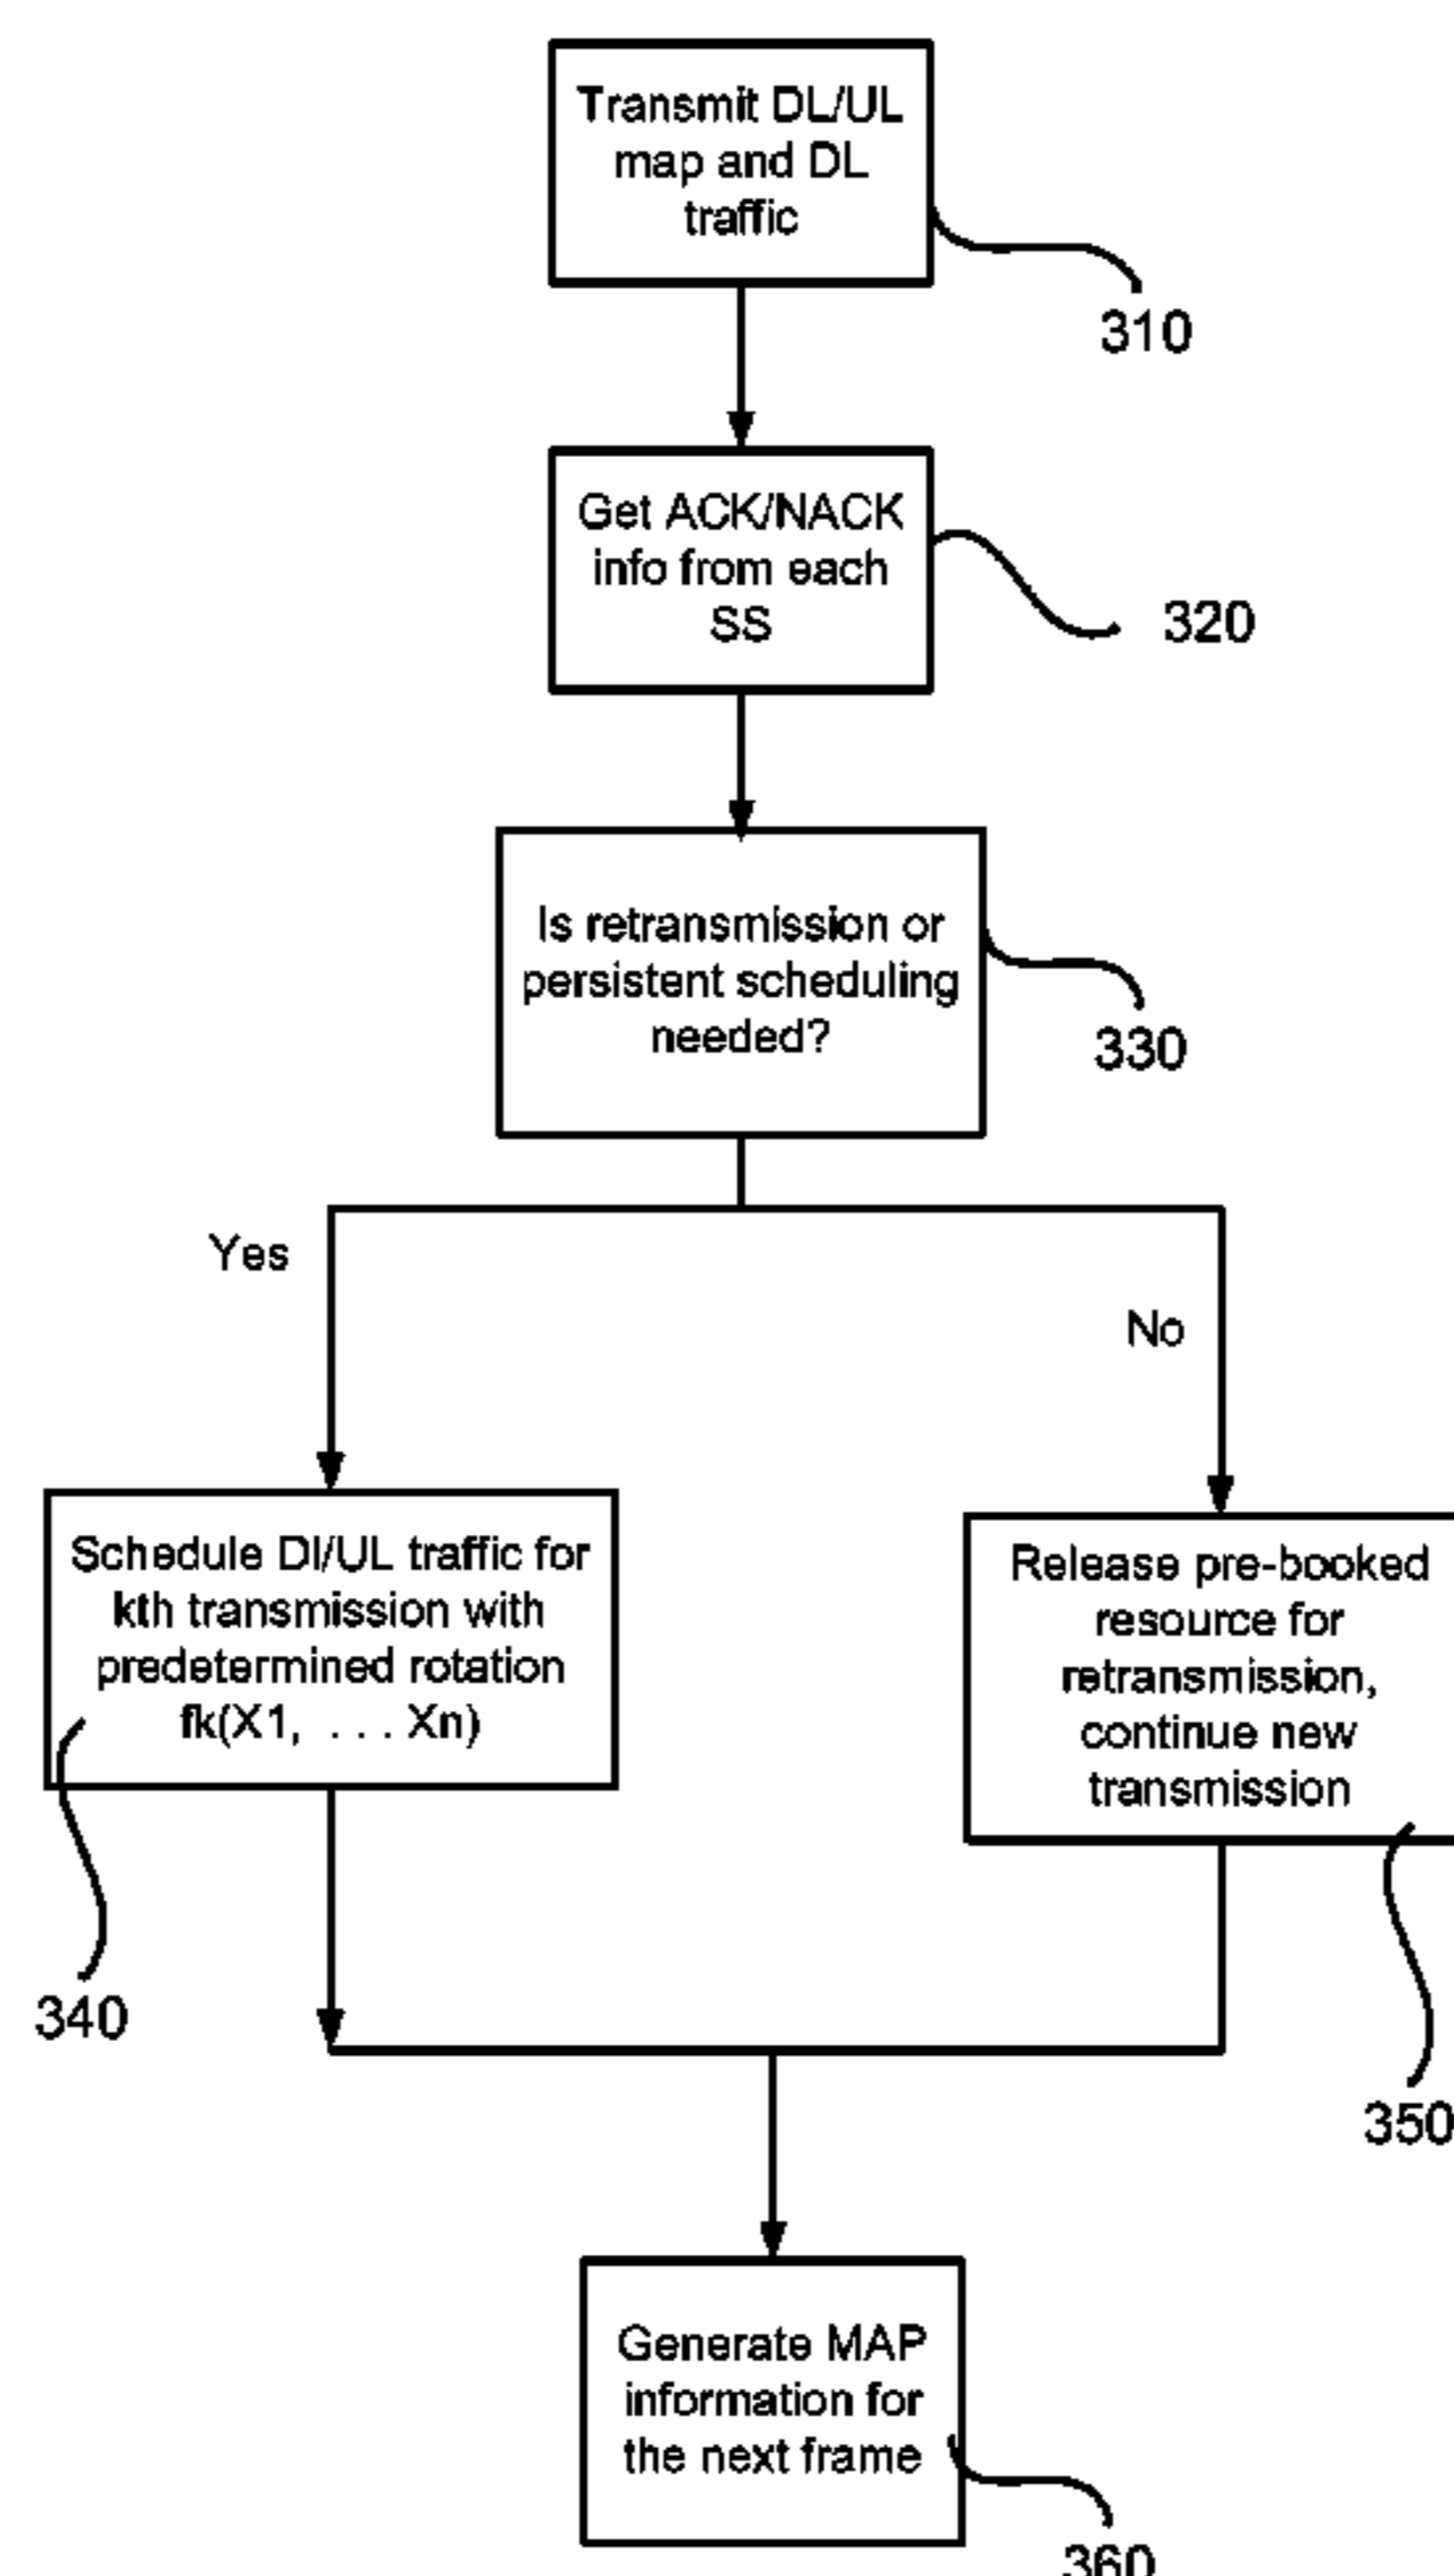 Transmit DL/UL
map and DL
traffic
310
Get ACK/NACK
info from each
SS
320
Is retransmission or
persistent scheduling
needed?
330
Yes
No
Schedule Dl/UL traffic for
kth transmission with
predetermined rotation
fk(X1, . . . Xn)
340
Release pre-booked
resource for
retransmission,
continue new
transmission
350
Generate MAP
information for
the next frame
360